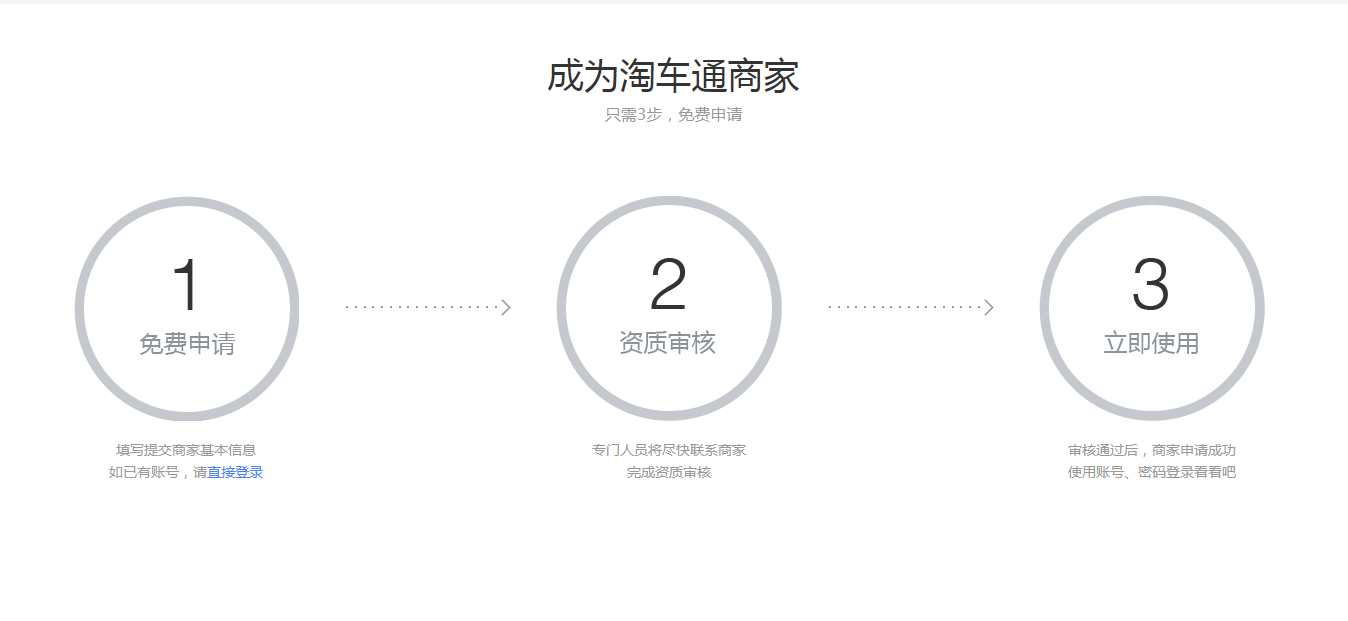 成为淘车通商家
只需3步，免费申请
1
免费申请
填写提交商家基本信息
如已有账号，请直接登录
2
资质审核
专门人员将尽快联系商家
完成资质审核
3
立即使用
审核通过后，商家申请成功
使用账号、密码登录看看吧